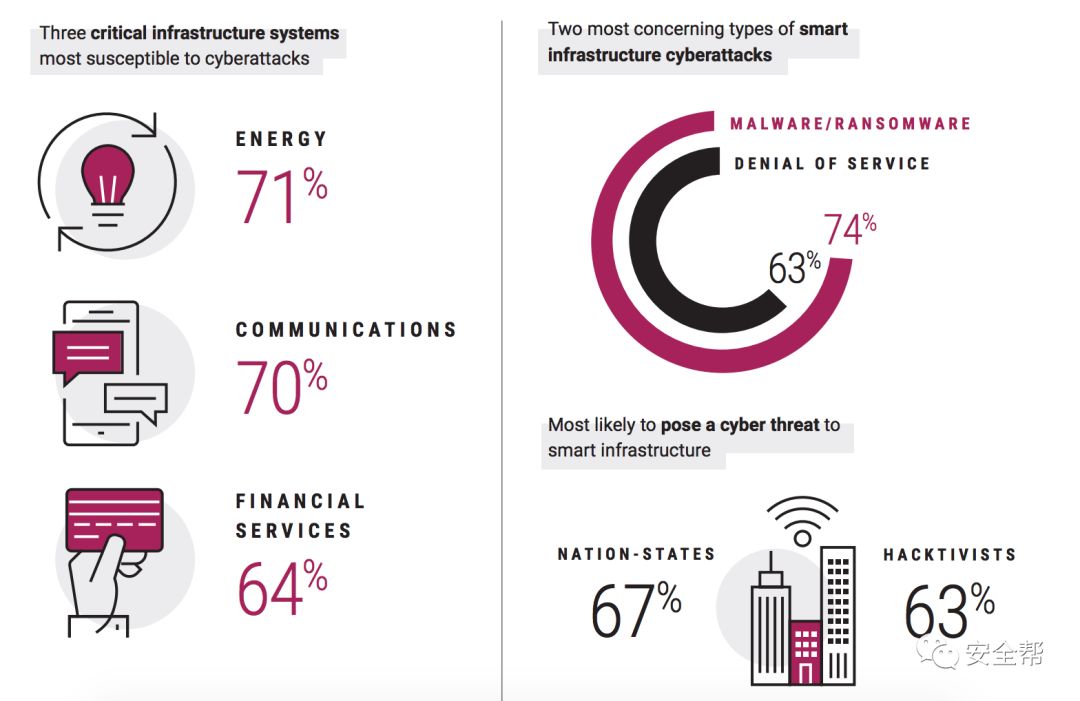 Three critical infrastructure systems
most susceptible to cyberattacks
ENERGY
71%
COMMUNICATIONS
70%
FINANCIAL
SERVICES
64%
Two most concerning types of smart
infrastructure cyberattacks
MALWARE/RANSOMWARE
DENIAL OF SERVICE
74%
63%
Most likely to pose a cyber threat to
smart infrastructure
NATION-STATES
67%
HACKTIVISTS
63%
安全帮